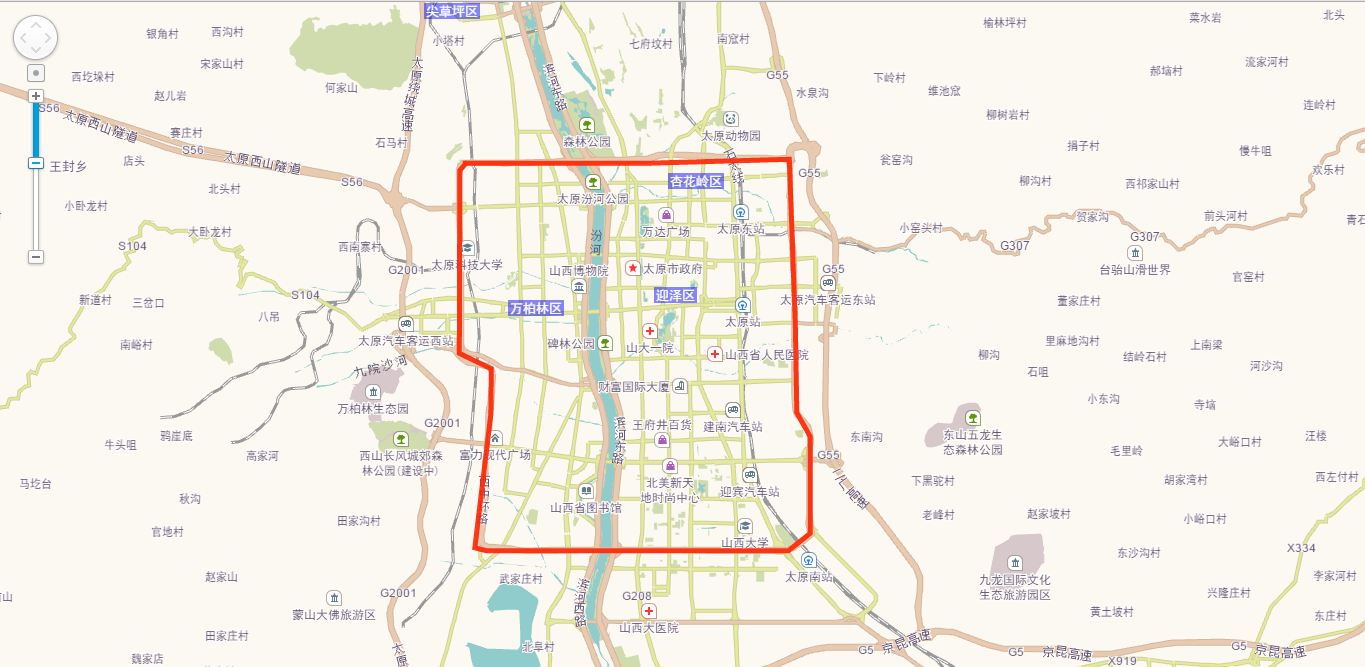 尖草坪区
银角村
西沟村
小塔村
七府坟村
南窊村
榆林坪村
菜水岩
北头
宋家山村
西圪垛村
赵儿岩
何家山
太原绕城高速
滨河东路
G55
水泉沟
下岭村
维池窊
郝垴村
流家河村
连岭村
S56
太原西山隧道
赛庄村
石马村
森林公园
太原动物园
柳树岩村
捐子村
慢牛咀
店头
S56
太原西山隧道
王封乡
北头村
S56
杏花岭区
G55
瓮窑沟
柳沟村
西祁家山村
欢乐村
小卧龙村
太原汾河公园
万达广场
太原东站
小窑头村
贺家沟
前头河村
青石
大卧龙村
S104
西南寨村
汾河
G307
G307
太原科技大学
G2001
山西博物院
太原市政府
G55
台骀山滑世界
官窑村
新道村
三岔口
S104
万柏林区
迎泽区
太原汽车客运东站
董家庄村
八吊
太原站
南峪村
太原汽车客运西站
碑林公园
山大一院
山西省人民医院
柳沟
里麻地沟村
结岭石村
上南梁
九院沙河
石咀
河沙沟
财富国际大厦
万柏林生态园
小东沟
寺垴
G2001
王府井百货
建南汽车站
滨河东路
鸦崖底
牛头咀
东南沟
东山五龙生
态森林公园
大峪口村
汪楼
高家河
西山长风城郊森
林公园(建设中)
富力现代广场
G55
毛里岭
马圪台
北美新天
地时尚中心
迎宾汽车站
下黑驼村
胡家湾村
西左付村
秋沟
西中环路
山西省图书馆
老峰村
赵家坡村
小峪口村
官地村
田家沟村
山西大学
东沙沟村
X334
赵家山
武家庄村
太原南站
九龙国际文化
生态旅游园区
李家河村
G2001
滨河西路
G208
兴隆庄村
蒙山大佛旅游区
山西大医院
黄土坡村
东庄村
田家庄村
太原
北阜村
G5
京昆高速
G5
京昆高速
G5
京昆高速
魏家店
X919